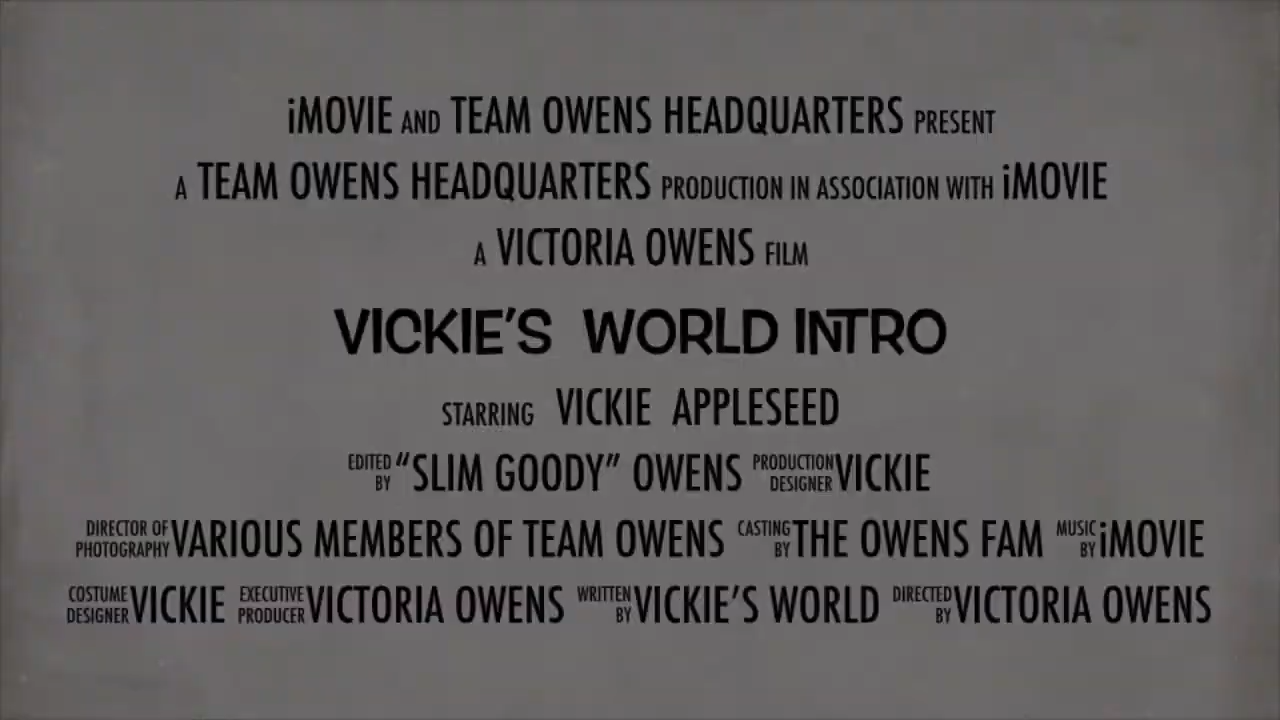 iMOVIE AND TEAM OWENS HEADQUARTERS PRESENT
A TEAM OWENS HEADQUARTERS PRODUCTION IN ASSOCIATION WITH iMOVIE
A VICTORIA OWENS FILM
VICKIE'S WORLD INTRO
STARRING VICKIE APPLESEED
EDITED BY "SLIM GOODY" OWENS PRODUCTION DESIGNER VICKIE
DIRECTOR OF PHOTOGRAPHY VARIOUS MEMBERS OF TEAM OWENS CASTING BY THE OWENS FAM MUSIC BY iMOVIE
COSTUME DESIGNER VICKIE EXECUTIVE PRODUCER VICTORIA OWENS WRITTEN BY VICKIE'S WORLD DIRECTED BY VICTORIA OWENS